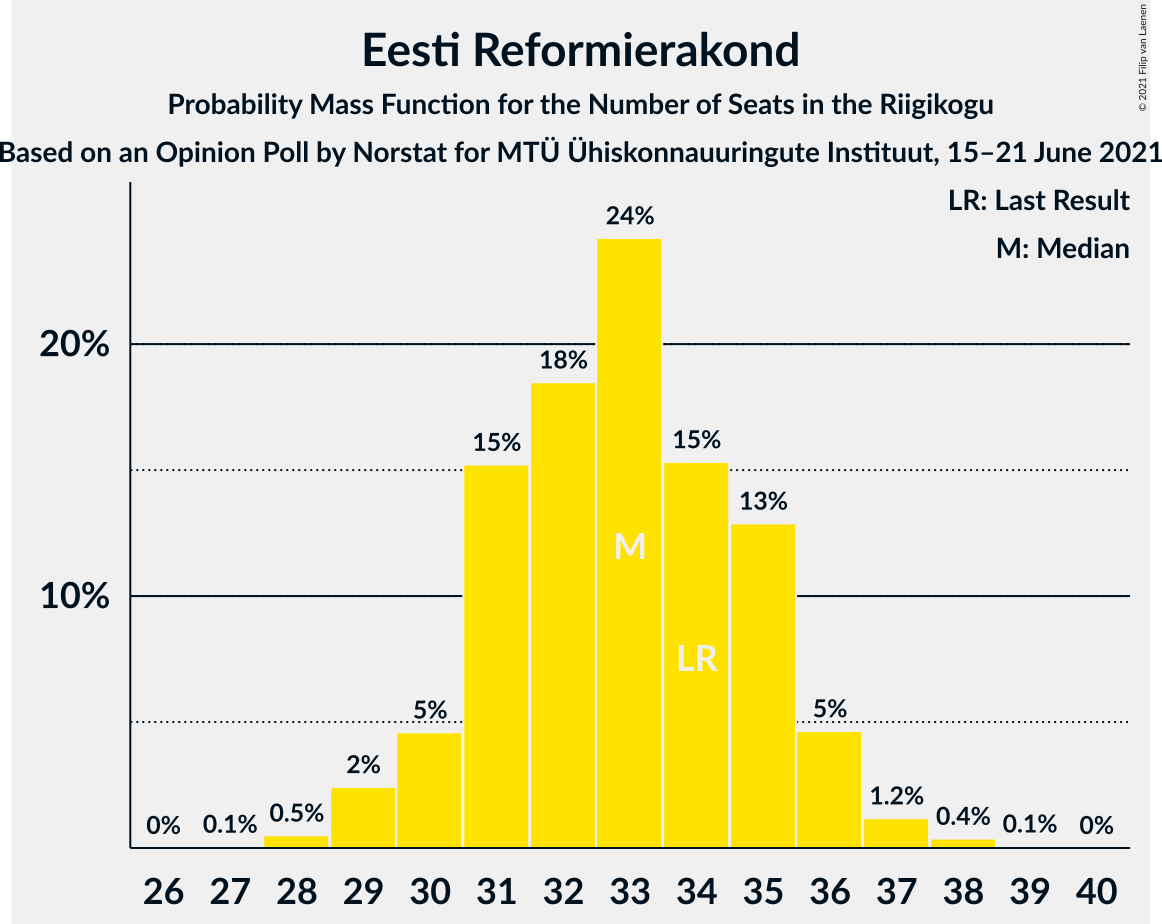 Eesti Reformierakond
Probability Mass Function for the Number of Seats in the Riigikogu
Based on an Opinion Poll by Norstat for MTÜ Ühiskonnauuringute Instituut, 15–21 June 2021
© 2021 Filip van Laenen
LR: Last Result
M: Median
20%
10%
0%
0.1%
0.5%
2%
5%
15%
18%
24%
15%
13%
5%
1.2%
0.4%
0.1%
0%
M
LR
26 27 28 29 30 31 32 33 34 35 36 37 38 39 40